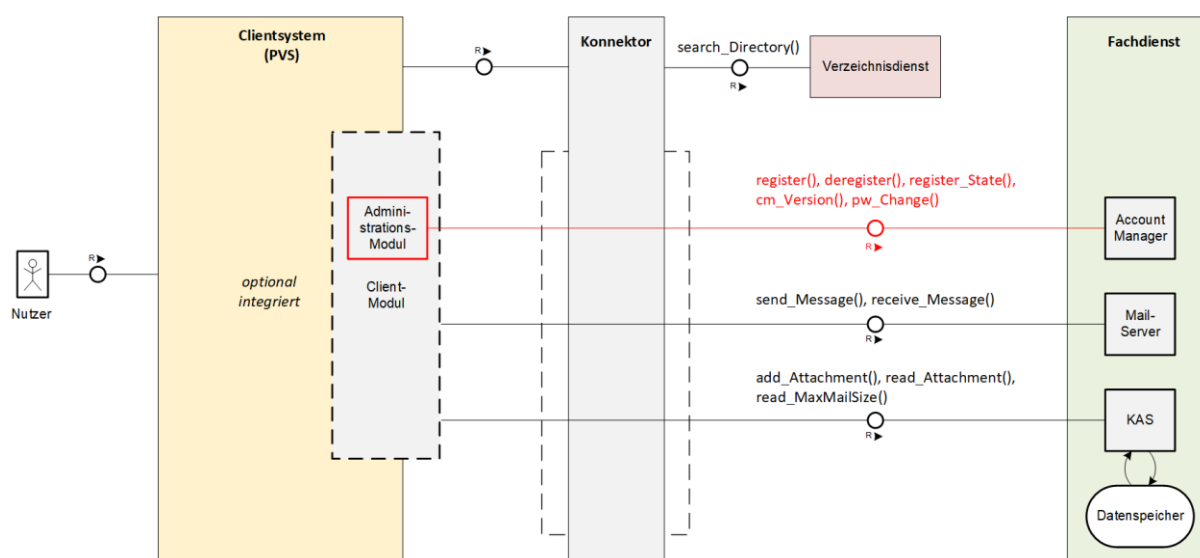 Clientsystem
(PVS)
Konnektor
Fachdienst
R
search_Directory()
R
Verzeichnisdienst
register(), deregister(), register_State(),
cm_Version(), pw_Change()
R
Admini-
strations-
Modul
Account
Manager
R
Nutzer
optional
integriert
Client-
Modul
send_Message(), receive_Message()
R
Mail-
Server
add_Attachment(), read_Attachment(),
read_MaxMailSize()
R
KAS
Datenspeicher